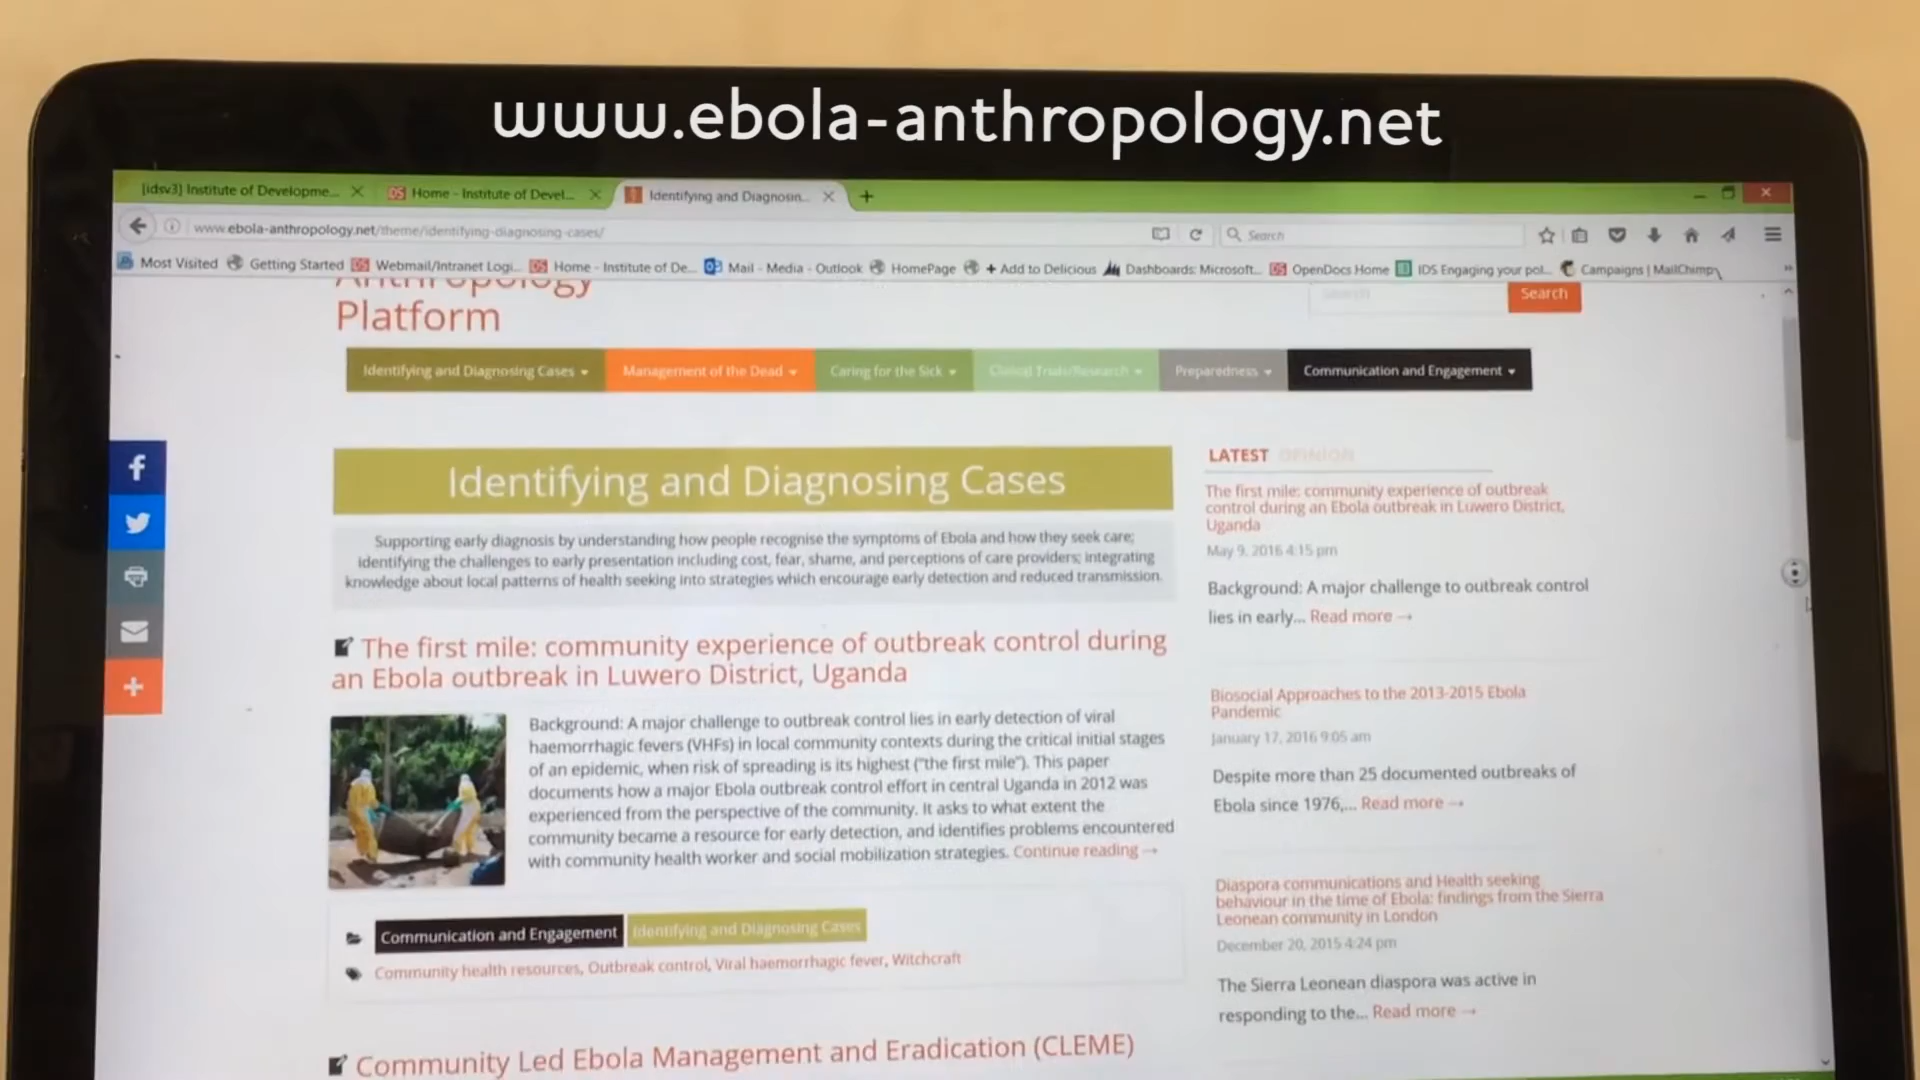 www.ebola-anthropology.net
[idsv3] Institute of Developme...
Home - Institute of Devel...
Identifying and Diagnosin...
www.ebola-anthropology.net/theme/identifying-diagnosing-cases/
Search
Most Visited
Getting Started
Webmail/Intranet Logi...
Home - Institute of De...
Mail - Media - Outlook
HomePage
+ Add to Delicious
Dashboards: Microsoft...
OpenDocs Home
IDS Engaging your pol...
Campaigns | MailChimp
Anthropology
Platform
Search
Search
Identifying and Diagnosing Cases
Management of the Dead
Caring for the Sick
Clinical Trials/Research
Preparedness
Communication and Engagement
Identifying and Diagnosing Cases
Supporting early diagnosis by understanding how people recognise the symptoms of Ebola and how they seek care;
identifying the challenges to early presentation including cost, fear, shame, and perceptions of care providers; integrating
knowledge about local patterns of health seeking into strategies which encourage early detection and reduced transmission.
The first mile: community experience of outbreak control during
an Ebola outbreak in Luwero District, Uganda
Background: A major challenge to outbreak control lies in early detection of viral
haemorrhagic fevers (VHFs) in local community contexts during the critical initial stages
of an epidemic, when risk of spreading is its highest ("the first mile"). This paper
documents how a major Ebola outbreak control effort in central Uganda in 2012 was
experienced from the perspective of the community. It asks to what extent the
community became a resource for early detection, and identifies problems encountered
with community health worker and social mobilization strategies. Continue reading →
Communication and Engagement
Identifying and Diagnosing Cases
Community health resources, Outbreak control, Viral haemorrhagic fever, Witchcraft
Community Led Ebola Management and Eradication (CLEME)
LATEST OPINION
The first mile: community experience of outbreak
control during an Ebola outbreak in Luwero District,
Uganda
May 9, 2016 4:15 pm
Background: A major challenge to outbreak control
lies in early... Read more →
Biosocial Approaches to the 2013-2015 Ebola
Pandemic
January 17, 2016 9:05 am
Despite more than 25 documented outbreaks of
Ebola since 1976,... Read more →
Diaspora communications and Health seeking
behaviour in the time of Ebola: findings from the Sierra
Leonean community in London
December 20, 2015 4:24 pm
The Sierra Leonean diaspora was active in
responding to the... Read more →